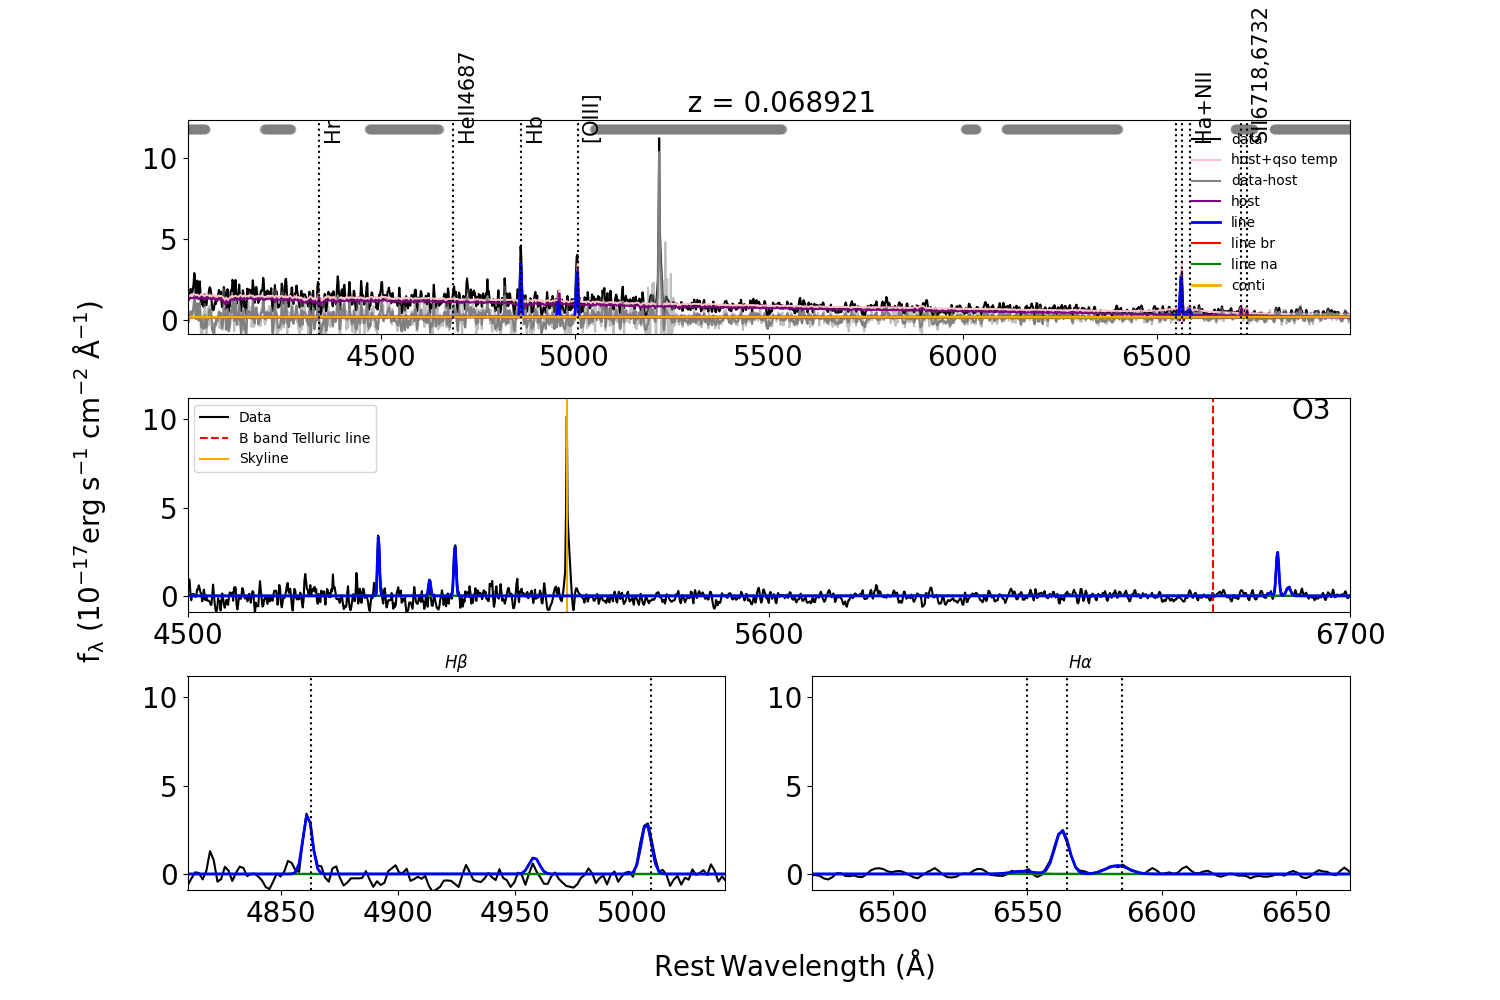 z = 0.068921
Hr
HeII4687
Hb
[OIII]
Ha+NII
SII6718,6732
data
host+qso temp
data-host
host
line
line br
line na
conti
10
5
0
4500
5000
5500
6000
6500
O3
Data
B band Telluric line
Skyline
10
5
0
4500
5600
6700
fλ (10⁻¹⁷erg s⁻¹ cm⁻² Å⁻¹)
Hβ
10
5
0
4850
4900
4950
5000
Hα
10
5
0
6500
6550
6600
6650
Rest Wavelength (Å)